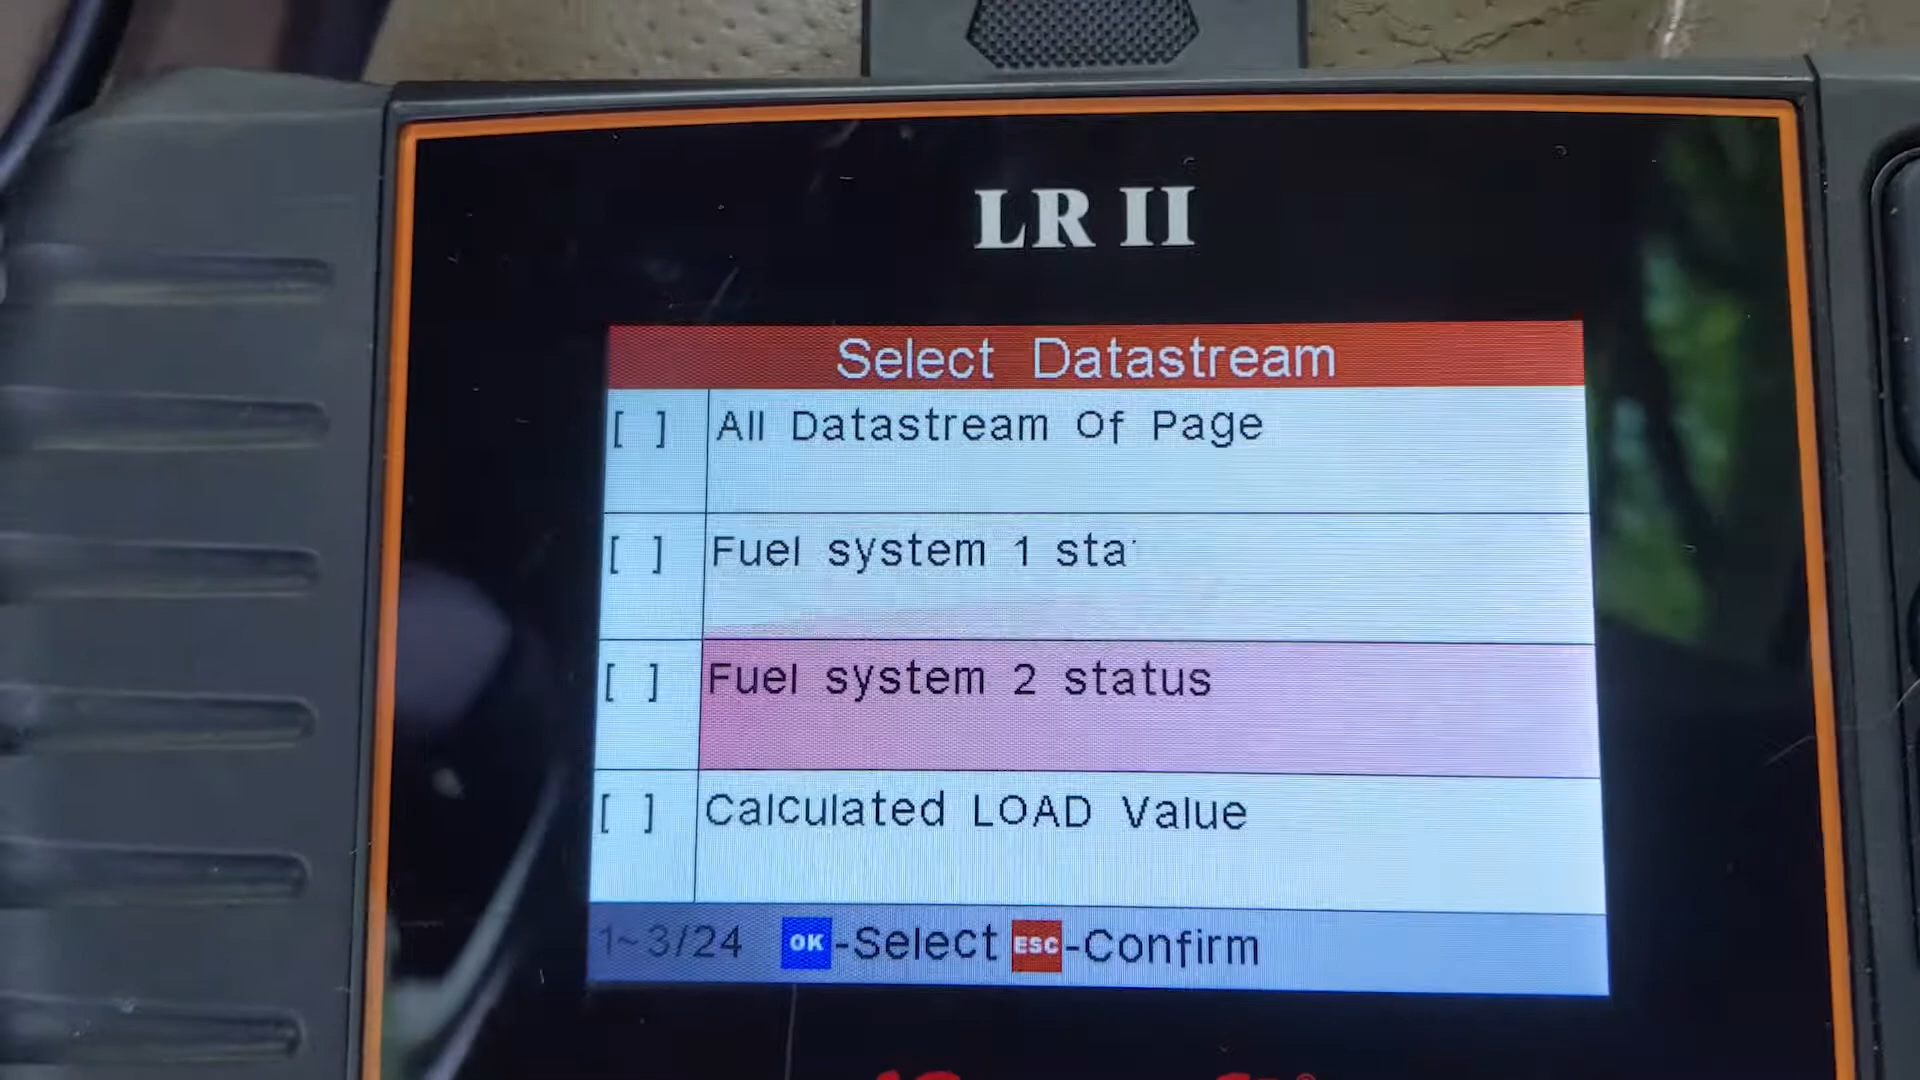 LR II
Select Datastream
[ ] All Datastream Of Page
[ ] Fuel system 1 sta
[ ] Fuel system 2 status
[ ] Calculated LOAD Value
1~3/24 OK-Select ESC-Confirm